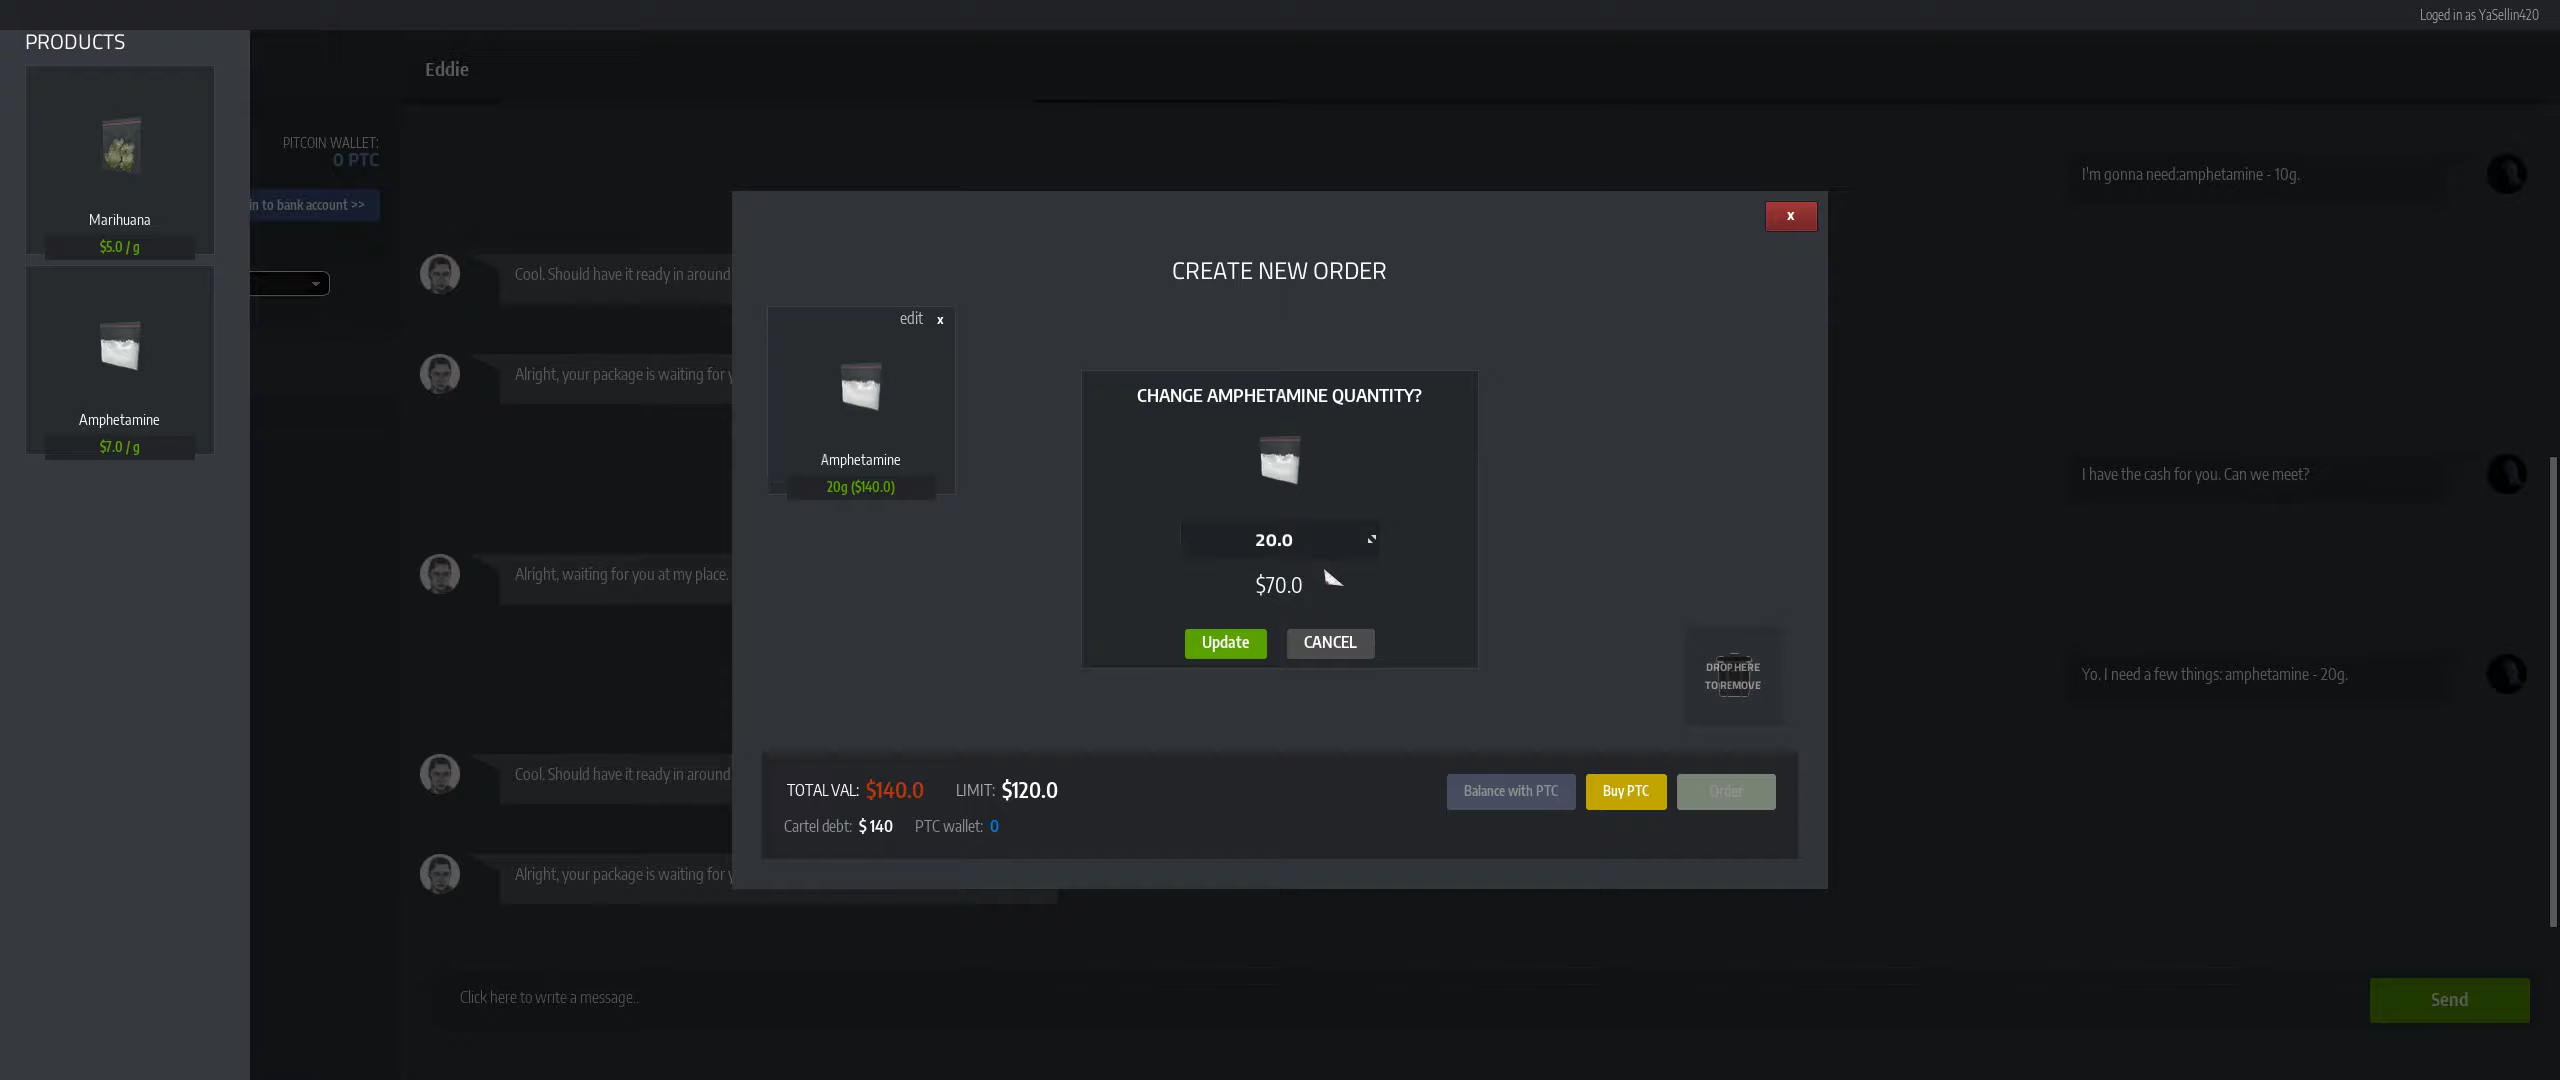 Loged in as YaSellin420
PRODUCTS
Marihuana
$5.0 / g
Amphetamine
$7.0 / g
Eddie
PITCOIN WALLET:
0 PTC
in to bank account >>
I'm gonna need:amphetamine - 10g.
Cool. Should have it ready in around
Alright, your package is waiting for
I have the cash for you. Can we meet?
Alright, waiting for you at my place.
Yo. I need a few things: amphetamine - 20g.
Cool. Should have it ready in around
Alright, your package is waiting for
Click here to write a message..
Send
x
CREATE NEW ORDER
edit x
Amphetamine
20g ($140.0)
CHANGE AMPHETAMINE QUANTITY?
20.0
$70.0
Update
CANCEL
DROP HERE
TO REMOVE
TOTAL VAL: $140.0 LIMIT: $120.0
Balance with PTC
Buy PTC
Order
Cartel debt: $ 140 PTC wallet: 0